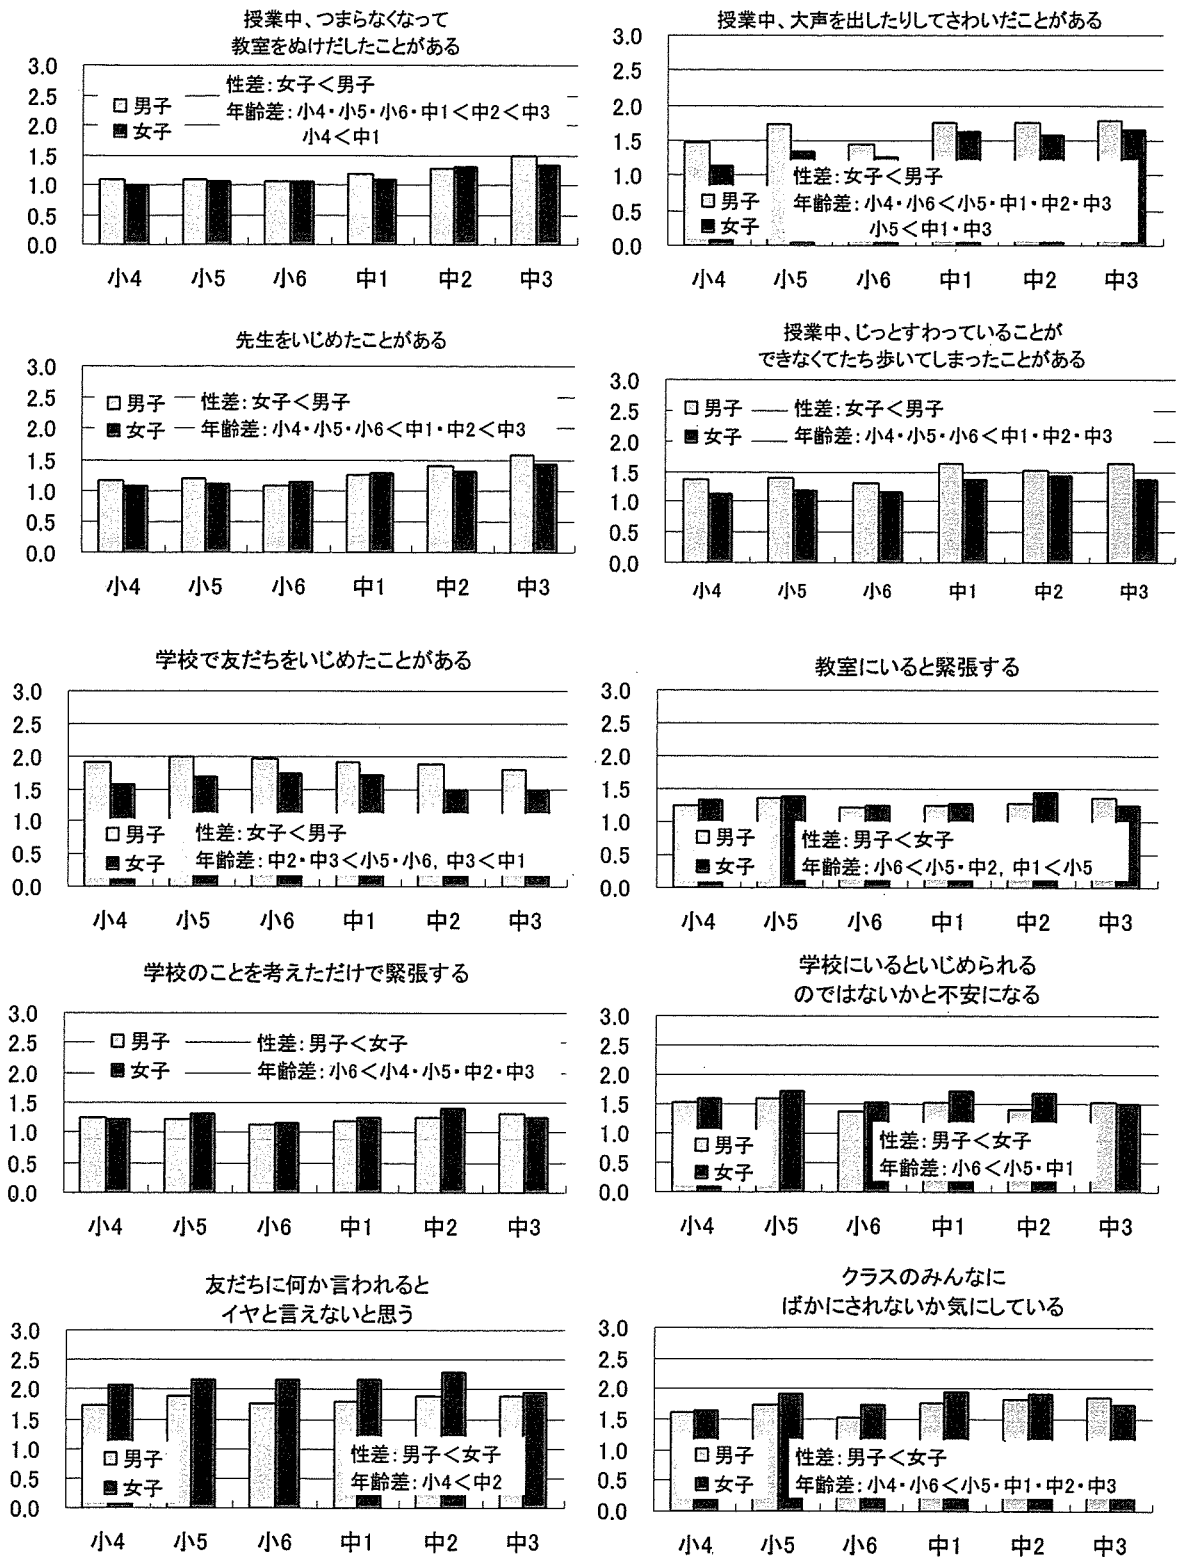 授業中、つまらなくなって
教室をぬけだしたことがある
3.0
2.5
2.0
1.5
1.0
0.5
0.0
男子
女子
性差:女子<男子
年齢差:小4・小5・小6・中1<中2<中3
小4<中1
小4 小5 小6 中1 中2 中3
授業中、大声を出したりしてさわいだことがある
3.0
2.5
2.0
1.5
1.0
0.5
0.0
男子
女子
性差:女子<男子
年齢差:小4・小6<小5・中1・中2・中3
小5<中1・中3
小4 小5 小6 中1 中2 中3
先生をいじめたことがある
3.0
2.5
2.0
1.5
1.0
0.5
0.0
男子
女子
性差:女子<男子
年齢差:小4・小5・小6<中1・中2<中3
小4 小5 小6 中1 中2 中3
授業中、じっとすわっていることが
できなくてたち歩いてしまったことがある
3.0
2.5
2.0
1.5
1.0
0.5
0.0
男子
女子
性差:女子<男子
年齢差:小4・小5・小6<中1・中2・中3
小4 小5 小6 中1 中2 中3
学校で友だちをいじめたことがある
3.0
2.5
2.0
1.5
1.0
0.5
0.0
男子
女子
性差:女子<男子
年齢差:中2・中3<小5・小6, 中3<中1
小4 小5 小6 中1 中2 中3
教室にいると緊張する
3.0
2.5
2.0
1.5
1.0
0.5
0.0
男子
女子
性差:男子<女子
年齢差:小6<小5・中2, 中1<小5
小4 小5 小6 中1 中2 中3
学校のことを考えただけで緊張する
3.0
2.5
2.0
1.5
1.0
0.5
0.0
男子
女子
性差:男子<女子
年齢差:小6<小4・小5・中2・中3
小4 小5 小6 中1 中2 中3
学校にいるといじめられる
のではないかと不安になる
3.0
2.5
2.0
1.5
1.0
0.5
0.0
男子
女子
性差:男子<女子
年齢差:小6<小5・中1
小4 小5 小6 中1 中2 中3
友だちに何か言われると
イヤと言えないと思う
3.0
2.5
2.0
1.5
1.0
0.5
0.0
男子
女子
性差:男子<女子
年齢差:小4<中2
小4 小5 小6 中1 中2 中3
クラスのみんなに
ばかにされないか気にしている
3.0
2.5
2.0
1.5
1.0
0.5
0.0
男子
女子
性差:男子<女子
年齢差:小4・小6<小5・中1・中2・中3
小4 小5 小6 中1 中2 中3